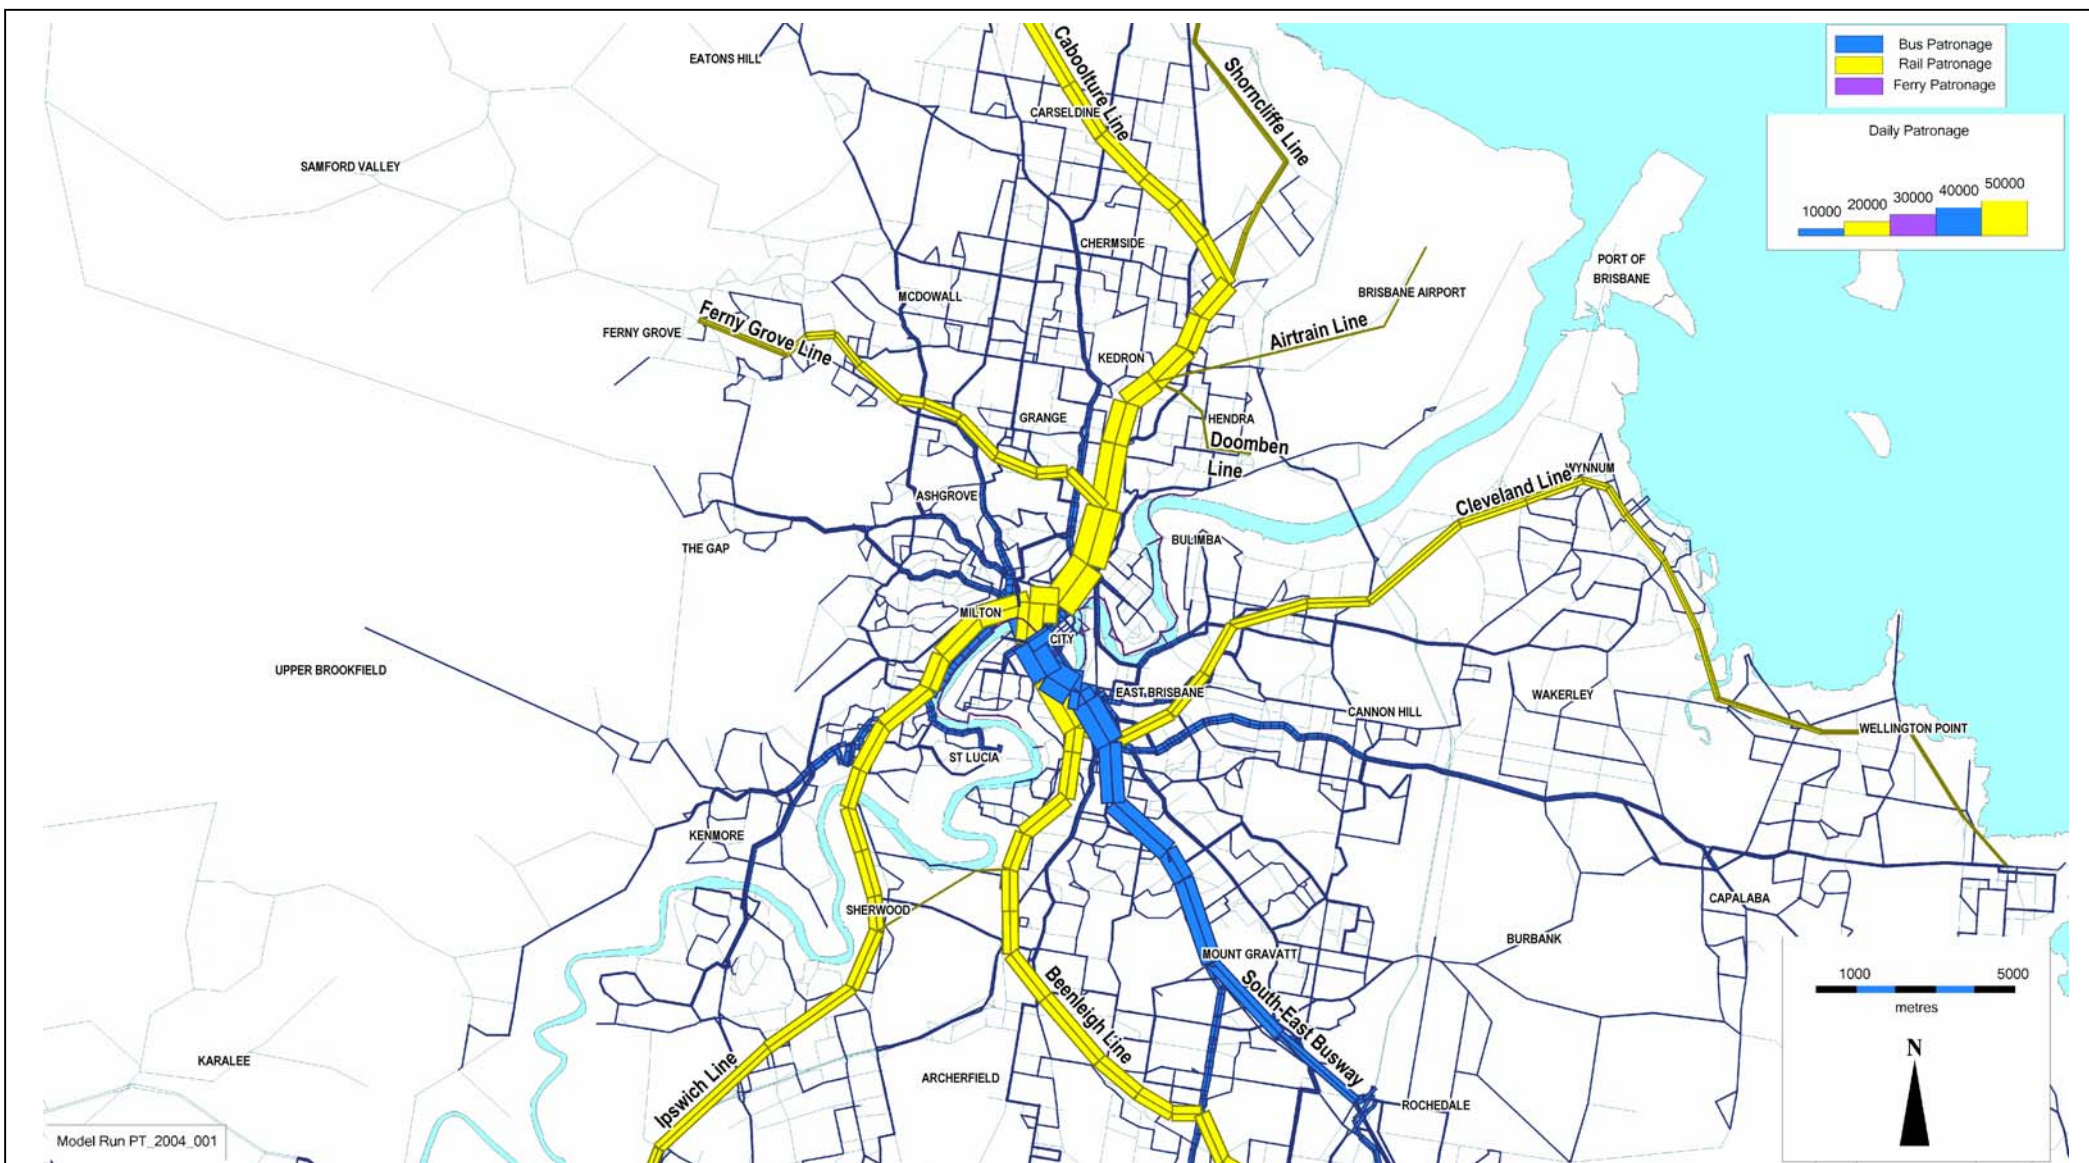 Bus Patronage
Rail Patronage
Ferry Patronage
Daily Patronage
10000 20000 30000 40000 50000
EATONS HILL
Caboolture Line
Shorncliffe Line
CARSELDINE
SAMFORD VALLEY
CHERMSIDE
PORT OF
BRISBANE
MCDOWALL
BRISBANE AIRPORT
FERNY GROVE
Ferny Grove Line
Airtrain Line
KEDRON
GRANGE
HENDRA
Doomben
Line
WYNNUM
Cleveland Line
ASHGROVE
THE GAP
BULIMBA
MILTON
CITY
UPPER BROOKFIELD
EAST BRISBANE
WAKERLEY
CANNON HILL
WELLINGTON POINT
ST LUCIA
KENMORE
SHERWOOD
CAPALABA
BURBANK
MOUNT GRAVATT
South-East Busway
Beenleigh Line
Ipswich Line
KARALEE
ARCHERFIELD
ROCHEDALE
1000 5000
metres
N
Model Run PT_2004_001